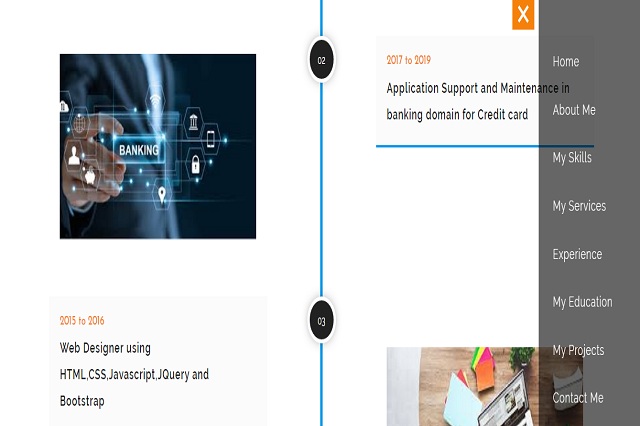 X
02
2017 to 2019
Application Support and Maintenance in
banking domain for Credit card
BANKING
03
2015 to 2016
Web Designer using
HTML,CSS,Javascript,JQuery and
Bootstrap
Home
About Me
My Skills
My Services
Experience
My Education
My Projects
Contact Me